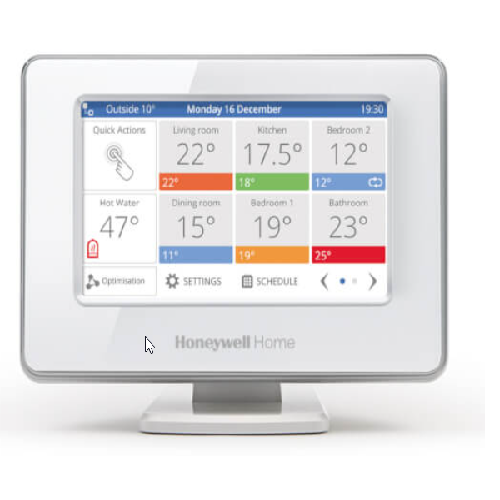 Outside 10° Monday 16 December 19:30
Quick Actions
Living room
22°
22°
Kitchen
17.5°
18°
Bedroom 2
12°
12°
Hot Water
47°
Dining room
15°
11°
Bedroom 1
19°
19°
Bathroom
23°
25°
Optimisation
SETTINGS
SCHEDULE
Honeywell Home